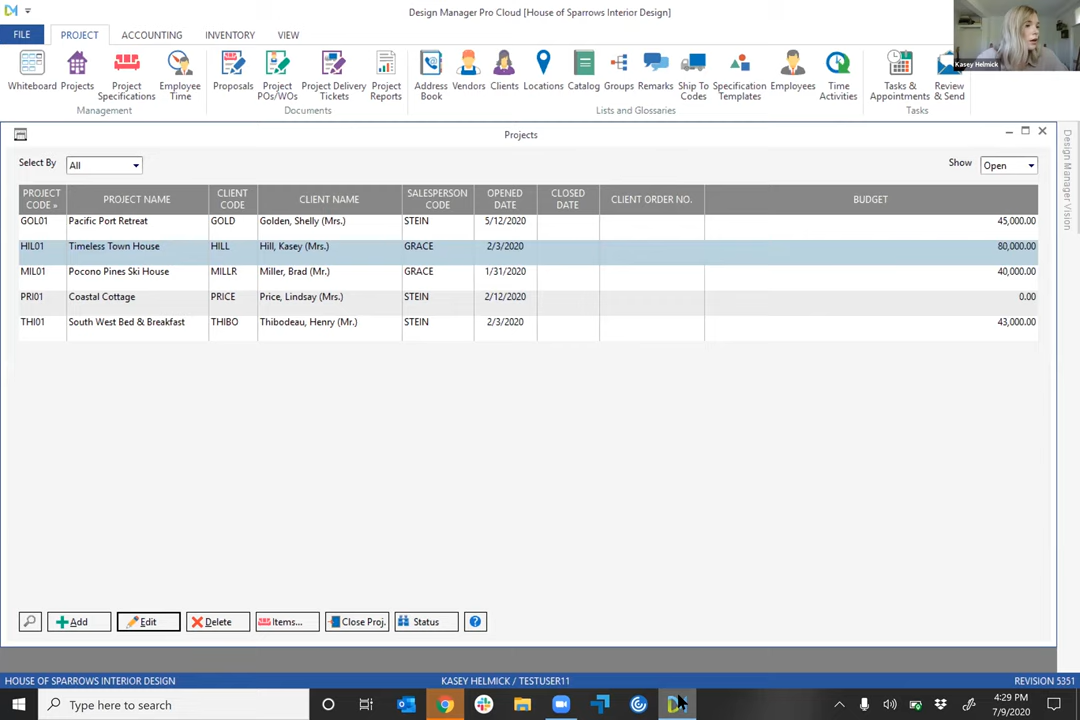 Design Manager Pro Cloud [House of Sparrows Interior Design]
Kasey Helmick
FILE PROJECT ACCOUNTING INVENTORY VIEW
Whiteboard Projects Project Specifications Employee Time
Management
Proposals Project POs/WOs Project Delivery Tickets Project Reports
Documents
Address Book Vendors Clients Locations Catalog Groups Remarks Ship To Codes Specification Templates Employees Time Activities
Lists and Glossaries
Tasks & Appointments Review & Send
Tasks
Projects
Design Manager Vision
Select By All Show Open
PROJECT CODE PROJECT NAME CLIENT CODE CLIENT NAME SALESPERSON CODE OPENED DATE CLOSED DATE CLIENT ORDER NO. BUDGET
GOL01 Pacific Port Retreat GOLD Golden, Shelly (Mrs.) STEIN 5/12/2020 45,000.00
HIL01 Timeless Town House HILL Hill, Kasey (Mrs.) GRACE 2/3/2020 80,000.00
MIL01 Pocono Pines Ski House MILLR Miller, Brad (Mr.) GRACE 1/31/2020 40,000.00
PRI01 Coastal Cottage PRICE Price, Lindsay (Mrs.) STEIN 2/12/2020 0.00
THI01 South West Bed & Breakfast THIBO Thibodeau, Henry (Mr.) STEIN 2/3/2020 43,000.00
Add Edit Delete Items... Close Proj. Status ?
HOUSE OF SPARROWS INTERIOR DESIGN KASEY HELMICK / TESTUSER11 REVISION 5351
Type here to search
4:29 PM
7/9/2020